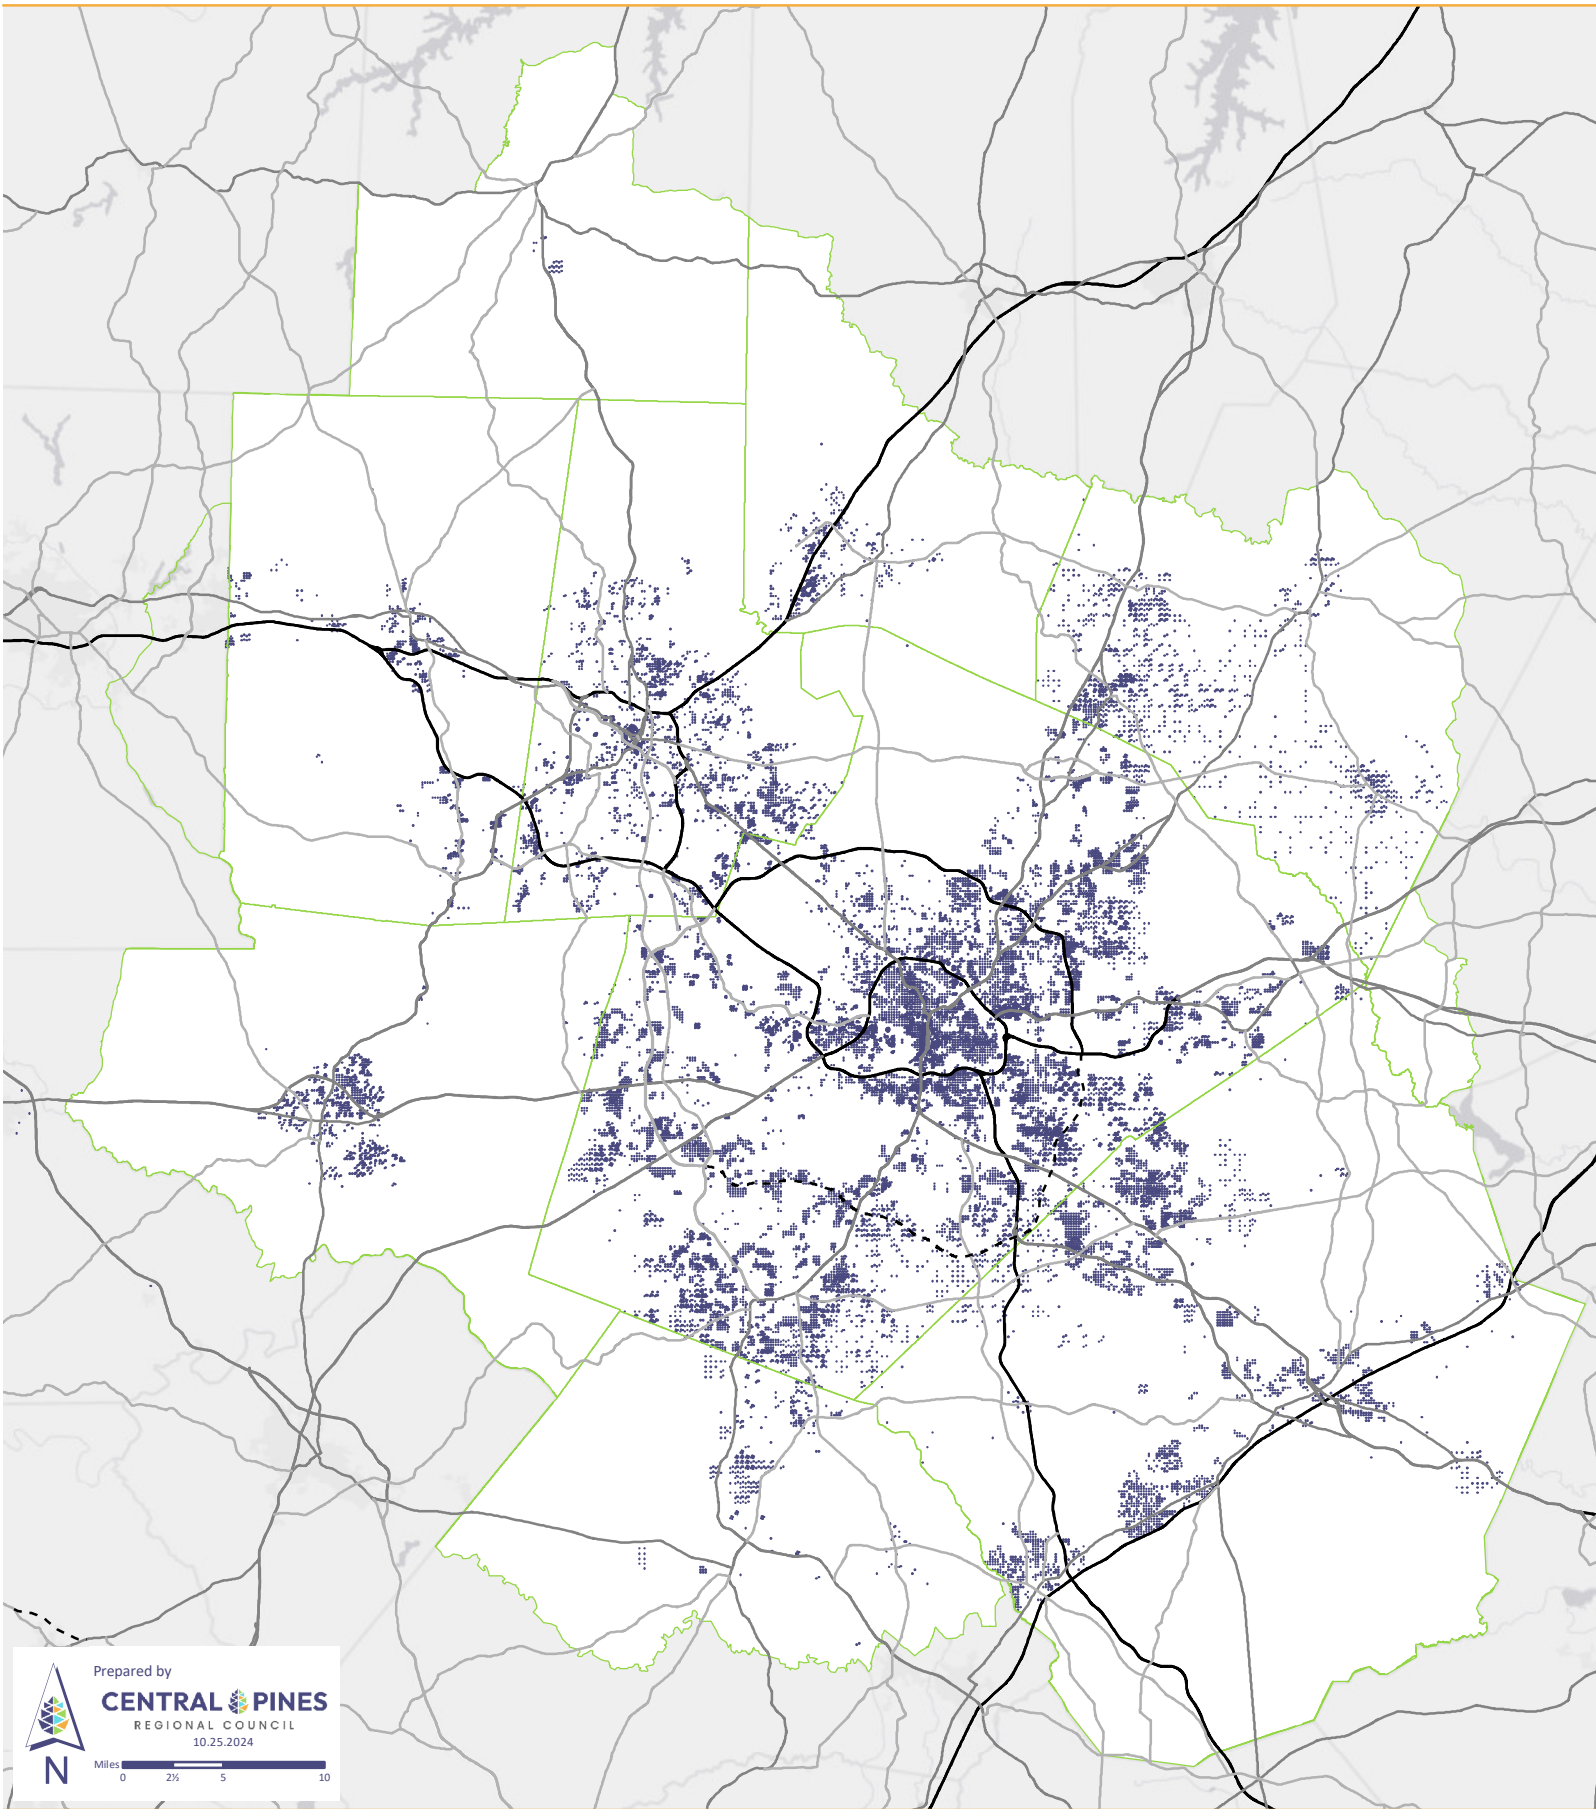 Prepared by
CENTRAL PINES
REGIONAL COUNCIL
10.25.2024
N
Miles
0 2½ 5 10